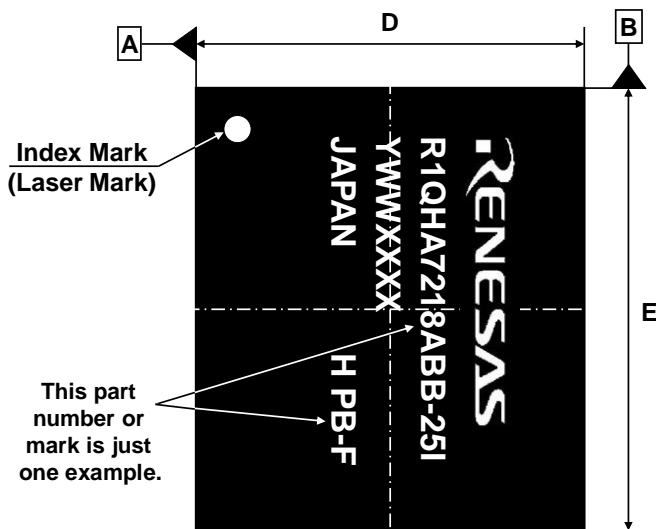 A
D
B
Index Mark
(Laser Mark)
RENESAS
R1QHA7218ABB-25I
YWWXXXX
JAPAN H PB-F
E
This part
number or
mark is just
one example.